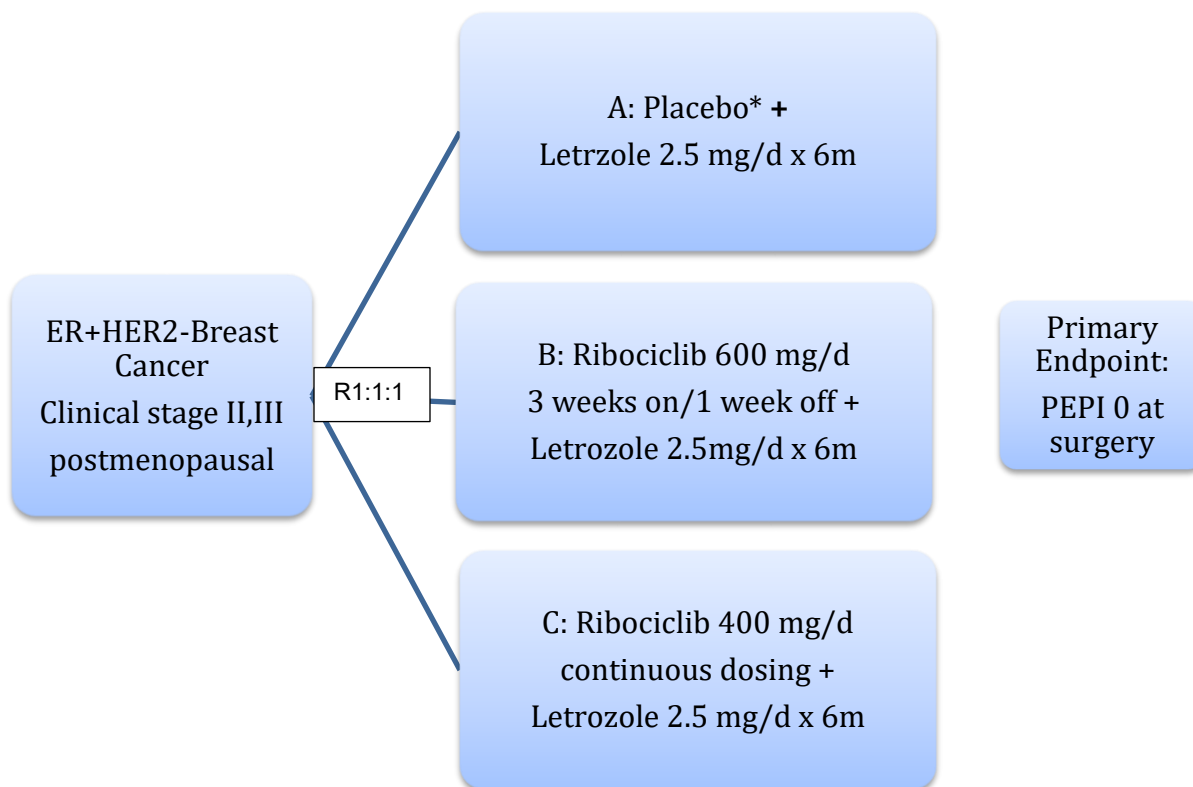 ER+HER2-Breast
Cancer
Clinical stage II,III
postmenopausal
R1:1:1
A: Placebo* +
Letrzole 2.5 mg/d x 6m
B: Ribociclib 600 mg/d
3 weeks on/1 week off +
Letrozole 2.5mg/d x 6m
C: Ribociclib 400 mg/d
continuous dosing +
Letrozole 2.5 mg/d x 6m
Primary
Endpoint:
PEPI 0 at
surgery